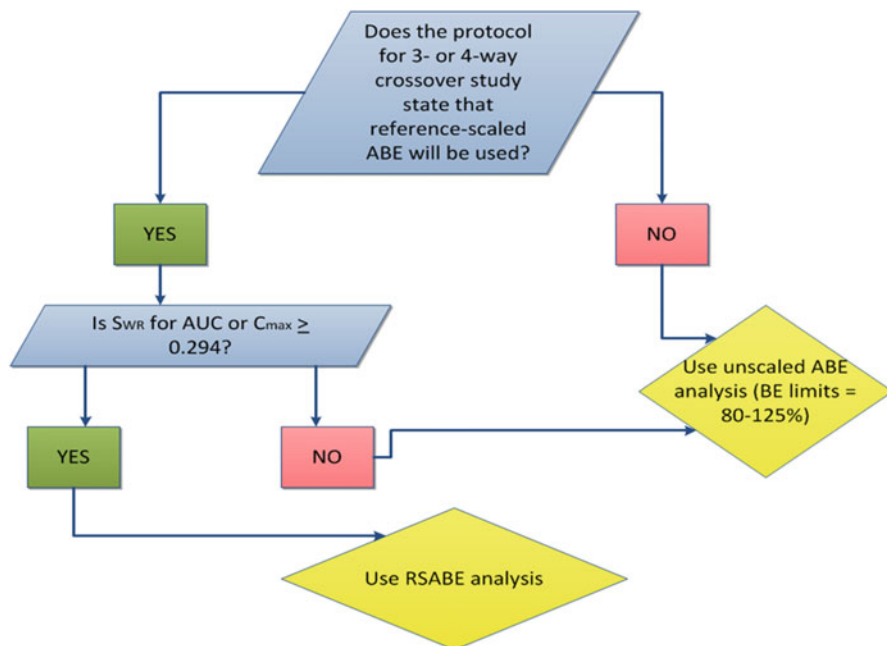 Does the protocol
for 3- or 4-way
crossover study
state that
reference-scaled
ABE will be used?
YES
NO
Is SWR for AUC or Cmax ≥
0.294?
Use unscaled ABE
analysis (BE limits =
80-125%)
YES
NO
Use RSABE analysis